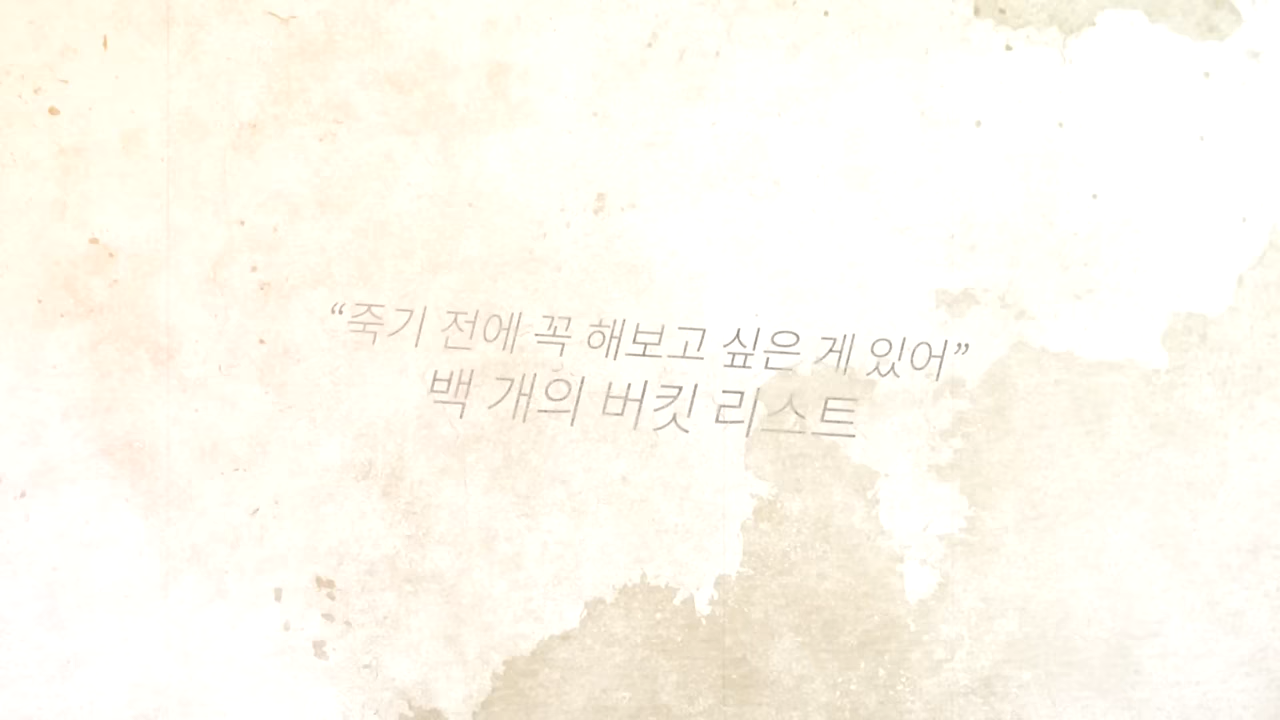 “죽기 전에 꼭 해보고 싶은 게 있어”
백 개의 버킷 리스트